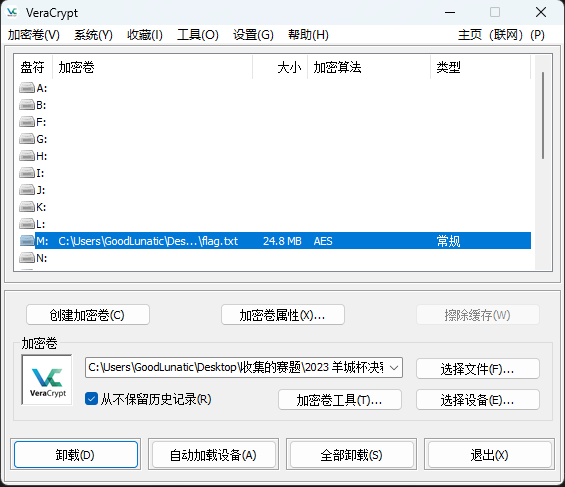 VeraCrypt
加密卷(V) 系统(Y) 收藏(I) 工具(O) 设置(G) 帮助(H) 主页（联网）(P)
盘符 加密卷 大小 加密算法 类型
A:
B:
F:
G:
H:
I:
J:
K:
L:
M: C:\Users\GoodLunatic\Des...\flag.txt 24.8 MB AES 常规
N:
创建加密卷(C) 加密卷属性(X)... 擦除缓存(W)
加密卷
VeraCrypt
C:\Users\GoodLunatic\Desktop\收集的赛题\2023 羊城杯决赛 选择文件(F)...
从不保留历史记录(R) 加密卷工具(T)... 选择设备(E)...
卸载(D) 自动加载设备(A) 全部卸载(S) 退出(X)